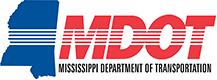 MDOT
MISSISSIPPI DEPARTMENT OF TRANSPORTATION